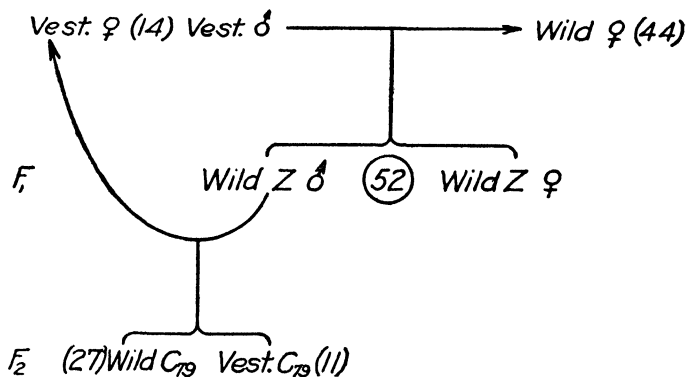 Vest. ♀ (14) Vest. ♂ Wild ♀ (44)
F₁ Wild Z ♂ 52 Wild Z ♀
F₂ (27) Wild C₇₉ Vest. C₇₉ (11)